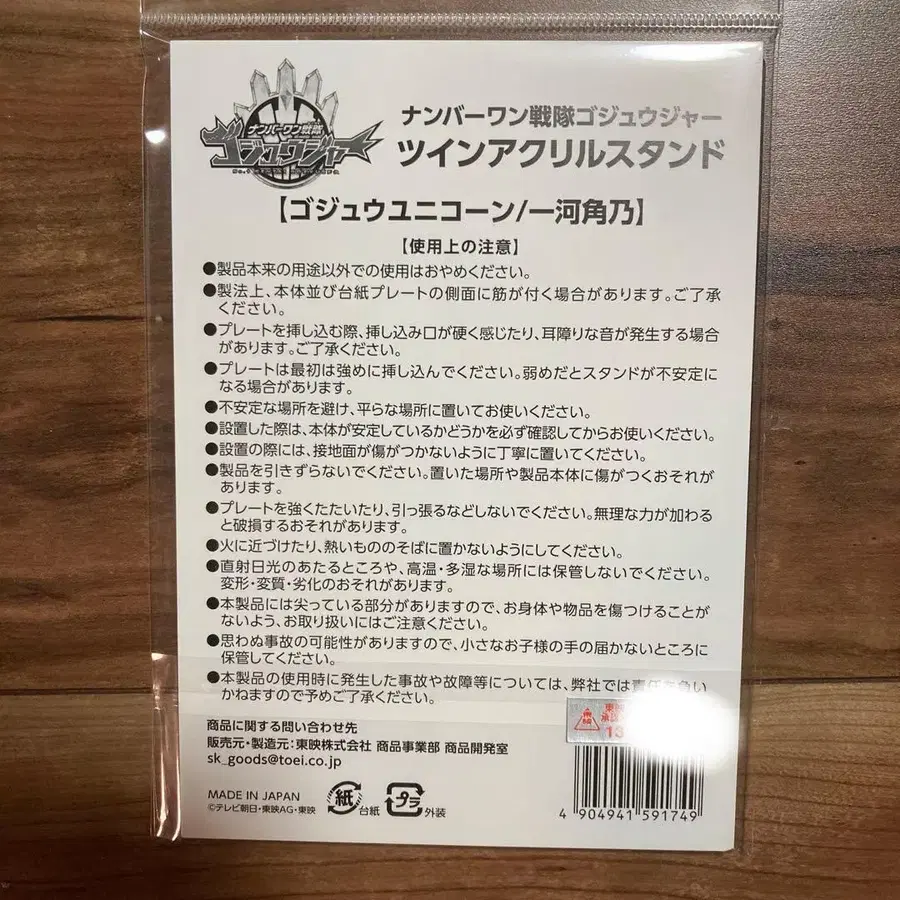 ナンバーワン戦隊
ゴジュウジャー
ナンバーワン戦隊ゴジュウジャー
ツインアクリルスタンド
【ゴジュウユニコーン/一河角乃】
【使用上の注意】
●製品本来の用途以外での使用はおやめください。
●製法上、本体並び台紙プレートの側面に筋が付く場合があります。ご了承
ください。
●プレートを挿し込む際、挿し込み口が硬く感じたり、耳障りな音が発生する場合
があります。ご了承ください。
●プレートは最初は強めに挿し込んでください。弱めだとスタンドが不安定に
なる場合があります。
●不安定な場所を避け、平らな場所に置いてお使いください。
●設置した際は、本体が安定しているかどうかを必ず確認してからお使いください。
●設置の際には、接地面が傷がつかないように丁寧に置いてください。
●製品を引きずらないでください。置いた場所や製品本体に傷がつくおそれが
あります。
●プレートを強くたたいたり、引っ張るなどしないでください。無理な力が加わる
と破損するおそれがあります。
●火に近づけたり、熱いもののそばに置かないようにしてください。
●直射日光のあたるところや、高温・多湿な場所には保管しないでください。
変形・変質・劣化のおそれがあります。
●本製品には尖っている部分がありますので、お身体や物品を傷つけることが
ないよう、お取り扱いにはご注意ください。
●思わぬ事故の可能性がありますので、小さなお子様の手の届かないところに
保管してください。
●本製品の使用時に発生した事故や故障等については、弊社では責任を負い
かねますので予めご了承ください。
商品に関する問い合わせ先
販売元・製造元：東映株式会社 商品事業部 商品開発室
sk_goods@toei.co.jp
MADE IN JAPAN
©テレビ朝日・東映AG・東映
紙 台紙
プラ 外装
東映
13
4 904941 591749